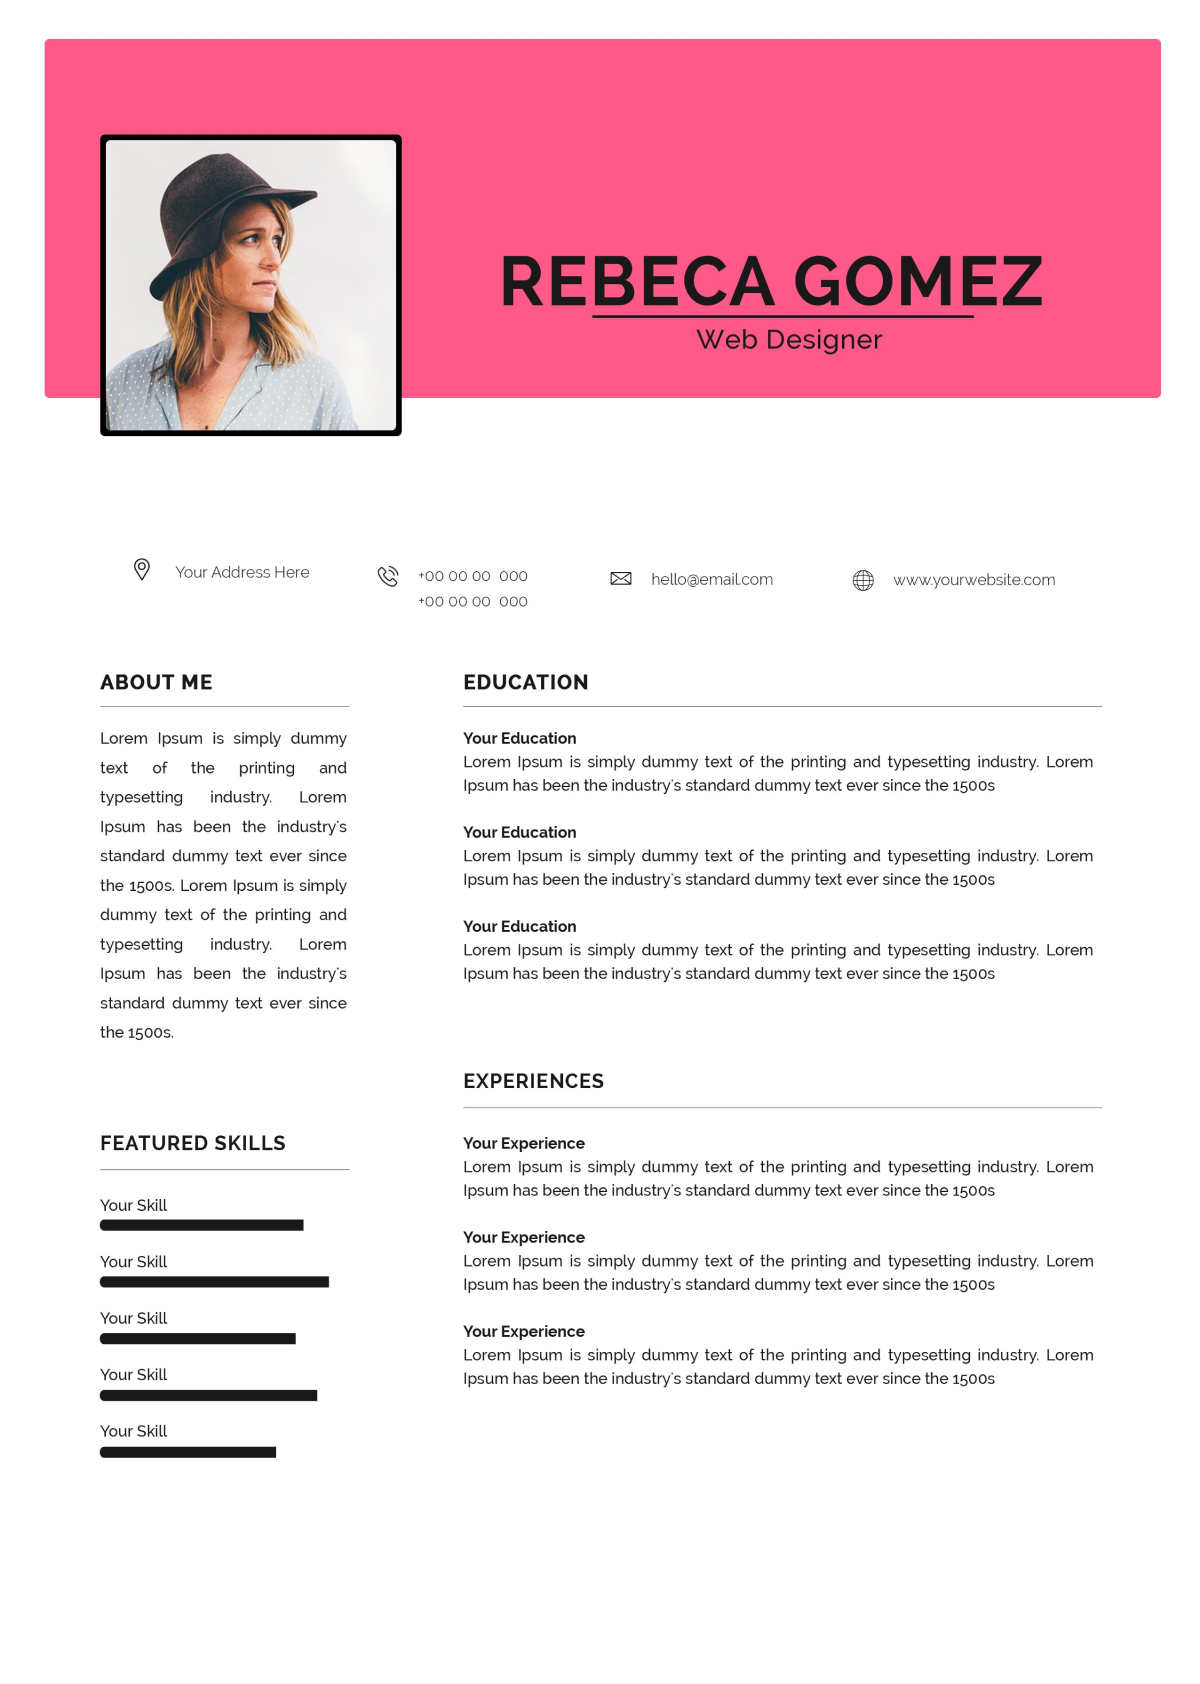 REBECA GOMEZ
Web Designer
Your Address Here
+00 00 00  000
+00 00 00  000
hello@email.com
www.yourwebsite.com
ABOUT ME
Lorem Ipsum is simply dummy
text of the printing and
typesetting industry. Lorem
Ipsum has been the industry's
standard dummy text ever since
the 1500s. Lorem Ipsum is simply
dummy text of the printing and
typesetting industry. Lorem
Ipsum has been the industry's
standard dummy text ever since
the 1500s.
FEATURED SKILLS
Your Skill
Your Skill
Your Skill
Your Skill
Your Skill
EDUCATION
Your Education
Lorem Ipsum is simply dummy text of the printing and typesetting industry. Lorem
Ipsum has been the industry's standard dummy text ever since the 1500s
Your Education
Lorem Ipsum is simply dummy text of the printing and typesetting industry. Lorem
Ipsum has been the industry's standard dummy text ever since the 1500s
Your Education
Lorem Ipsum is simply dummy text of the printing and typesetting industry. Lorem
Ipsum has been the industry's standard dummy text ever since the 1500s
EXPERIENCES
Your Experience
Lorem Ipsum is simply dummy text of the printing and typesetting industry. Lorem
Ipsum has been the industry's standard dummy text ever since the 1500s
Your Experience
Lorem Ipsum is simply dummy text of the printing and typesetting industry. Lorem
Ipsum has been the industry's standard dummy text ever since the 1500s
Your Experience
Lorem Ipsum is simply dummy text of the printing and typesetting industry. Lorem
Ipsum has been the industry's standard dummy text ever since the 1500s